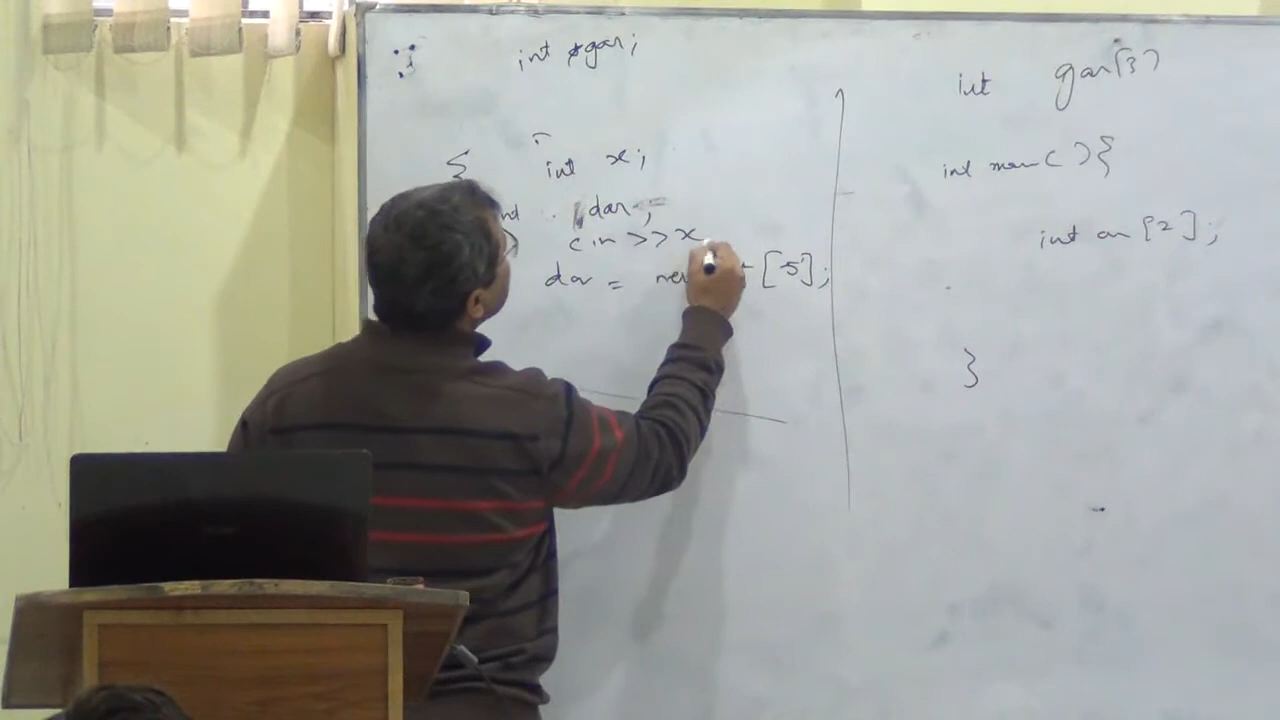 int *gar;
{ int x;
dar ;
cin >> x
dar = [5];
int gar[3]
int main( ){
int arr [2];
}